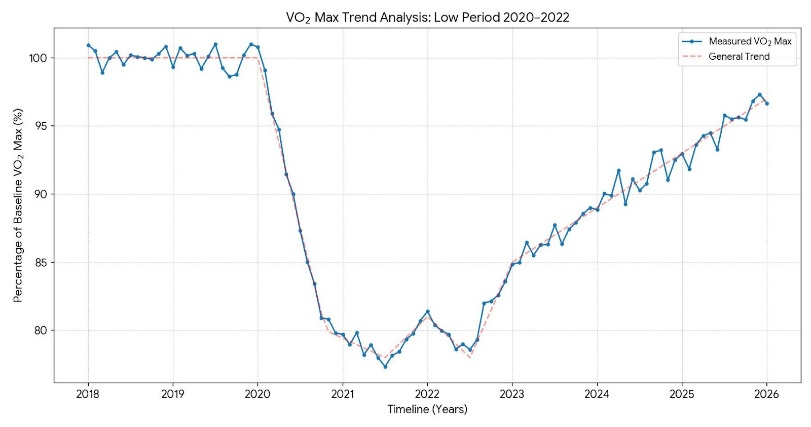 VO₂ Max Trend Analysis: Low Period 2020–2022
Measured VO₂ Max
General Trend
Percentage of Baseline VO₂ Max (%)
100
95
90
85
80
2018 2019 2020 2021 2022 2023 2024 2025 2026
Timeline (Years)